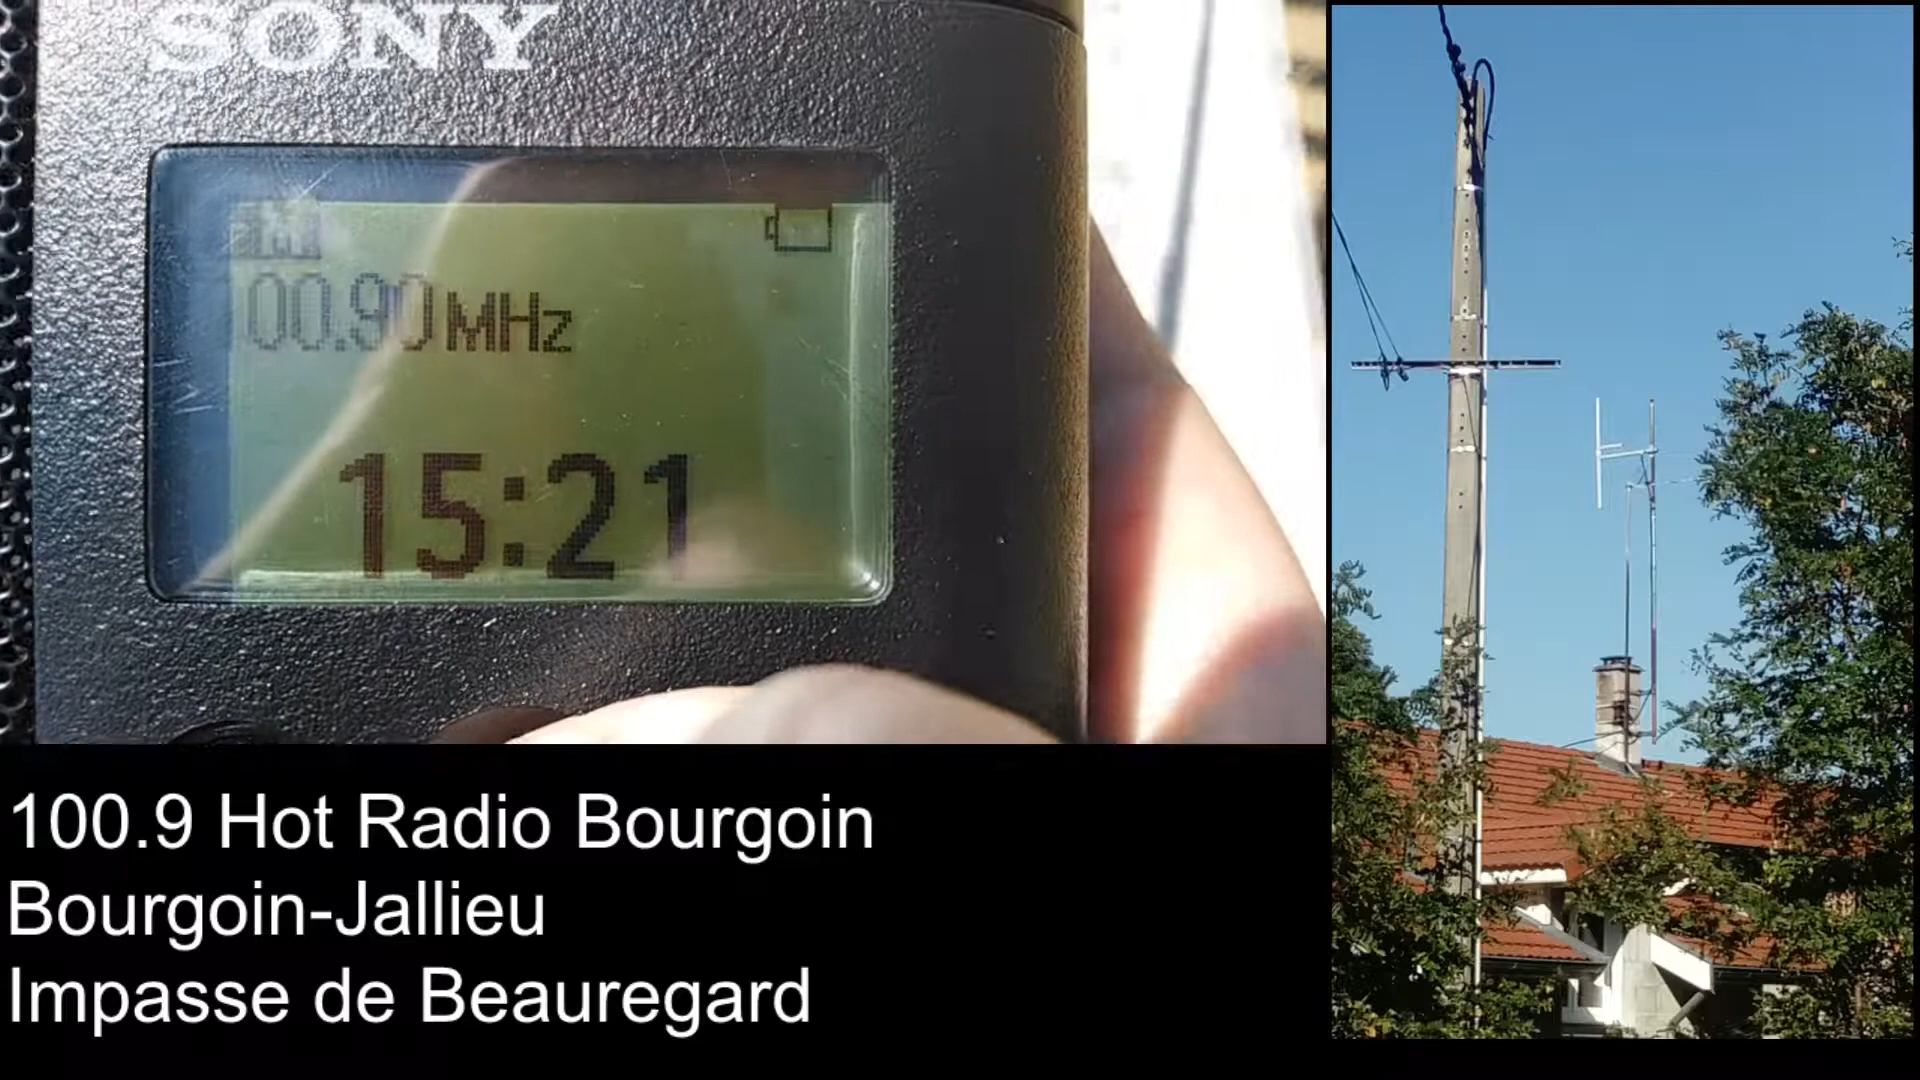 SONY
00.90 MHz
15:21
100.9 Hot Radio Bourgoin
Bourgoin-Jallieu
Impasse de Beauregard